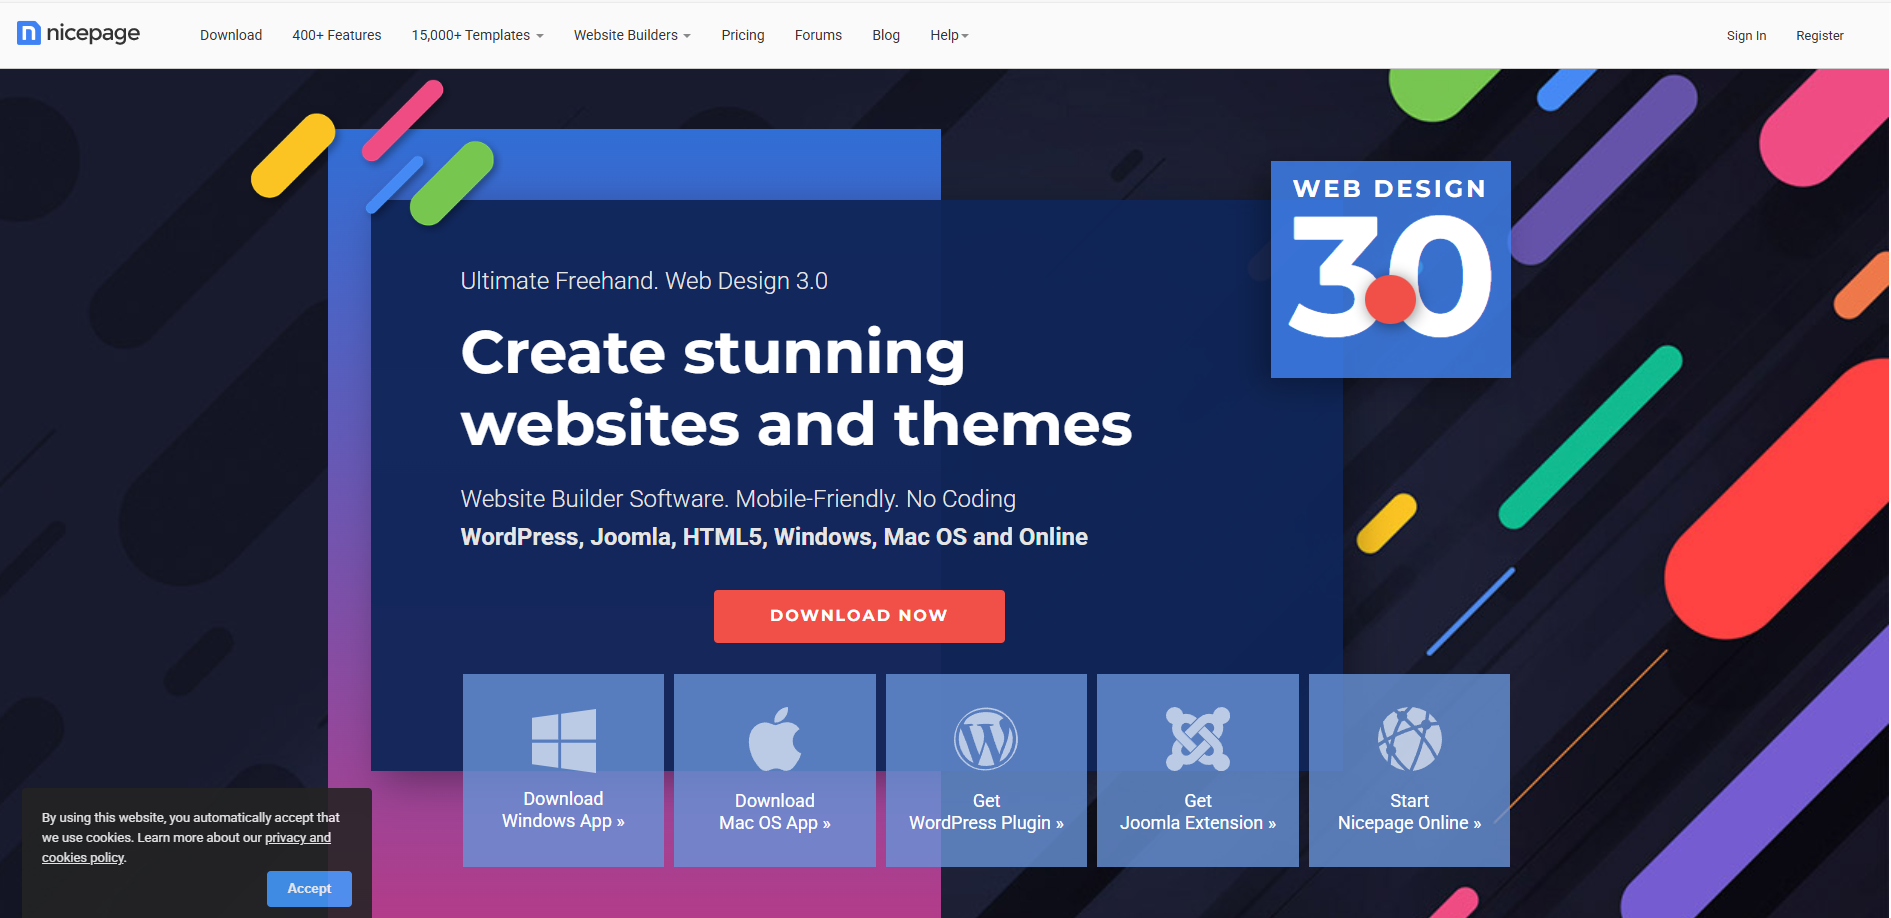 nicepage
Download 400+ Features 15,000+ Templates Website Builders Pricing Forums Blog Help Sign In Register
WEB DESIGN
3.0
Ultimate Freehand. Web Design 3.0
Create stunning
websites and themes
Website Builder Software. Mobile-Friendly. No Coding
WordPress, Joomla, HTML5, Windows, Mac OS and Online
DOWNLOAD NOW
Download
Windows App »
Download
Mac OS App »
Get
WordPress Plugin »
Get
Joomla Extension »
Start
Nicepage Online »
By using this website, you automatically accept that
we use cookies. Learn more about our privacy and
cookies policy.
Accept